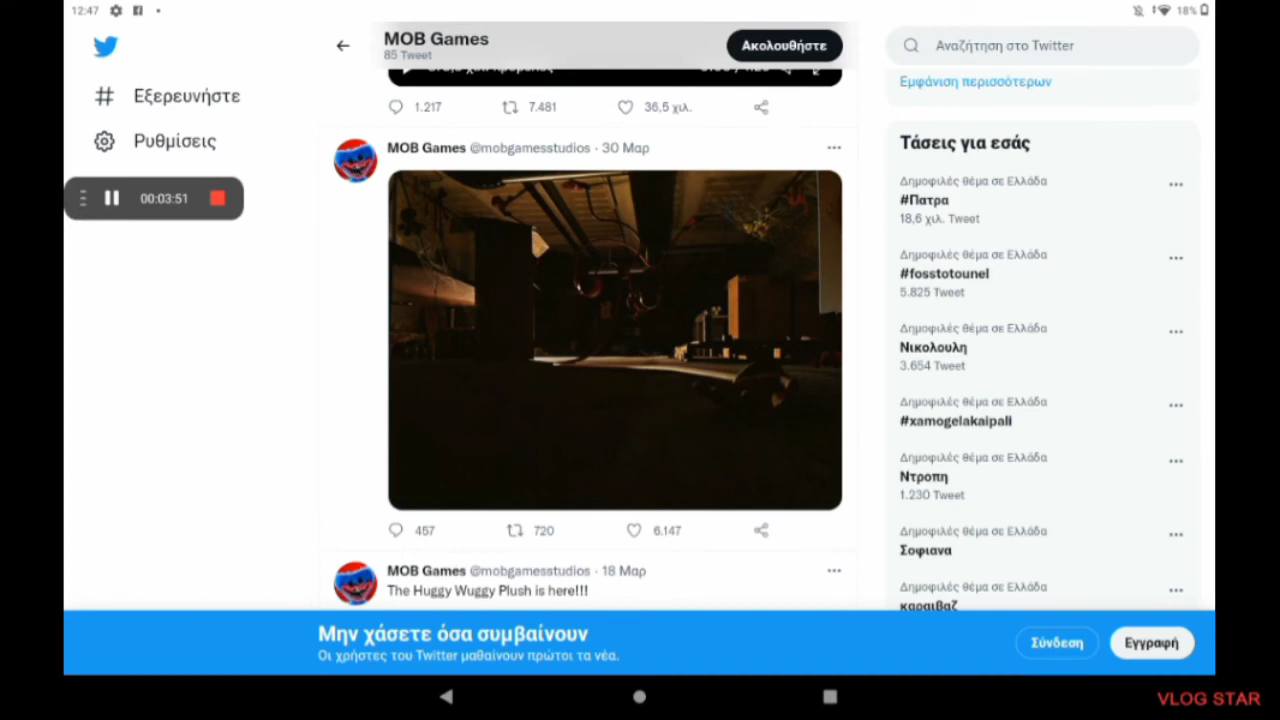 12:47
18%
MOB Games
85 Tweet
Ακολουθήστε
Αναζήτηση στο Twitter
Εξερευνήστε
Ρυθμίσεις
00:03:51
1.217 7.481 36,5 χιλ.
MOB Games @mobgamesstudios · 30 Μαρ
457 720 6.147
MOB Games @mobgamesstudios · 18 Μαρ
The Huggy Wuggy Plush is here!!!
Εμφάνιση περισσότερων
Τάσεις για εσάς
Δημοφιλές θέμα σε Ελλάδα
#Πατρα
18,6 χιλ. Tweet
Δημοφιλές θέμα σε Ελλάδα
#fosstotounel
5.825 Tweet
Δημοφιλές θέμα σε Ελλάδα
Νικολουλη
3.654 Tweet
Δημοφιλές θέμα σε Ελλάδα
#xamogelakaipali
Δημοφιλές θέμα σε Ελλάδα
Ντροπη
1.230 Tweet
Δημοφιλές θέμα σε Ελλάδα
Σοφιανα
Δημοφιλές θέμα σε Ελλάδα
καραιβαζ
Μην χάσετε όσα συμβαίνουν
Οι χρήστες του Twitter μαθαίνουν πρώτοι τα νέα.
Σύνδεση
Εγγραφή
VLOG STAR